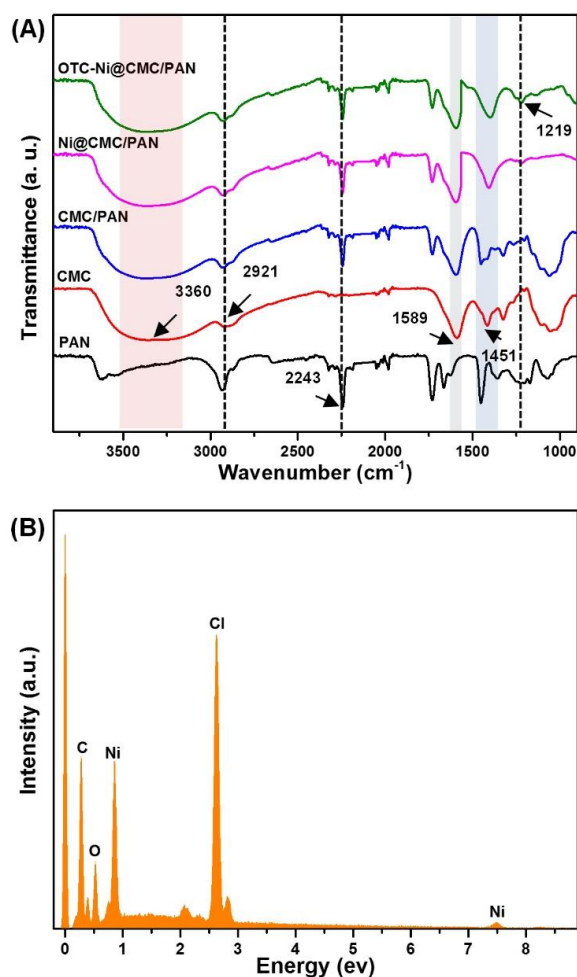 (A)
OTC-Ni@CMC/PAN
1219
Ni@CMC/PAN
CMC/PAN
2921
CMC
3360
1589
PAN
1451
2243
Transmittance (a. u.)
3500 3000 2500 2000 1500 1000
Wavenumber (cm⁻¹)
(B)
Cl
C
Ni
O
Ni
Intensity (a.u.)
0 1 2 3 4 5 6 7 8
Energy (ev)